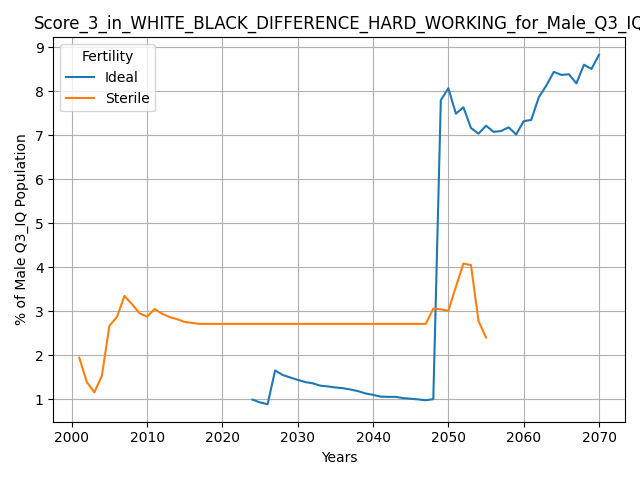 Score_3_in_WHITE_BLACK_DIFFERENCE_HARD_WORKING_for_Male_Q3_IQ
Fertility
Ideal
Sterile
% of Male Q3_IQ Population
9
8
7
6
5
4
3
2
1
2000 2010 2020 2030 2040 2050 2060 2070
Years